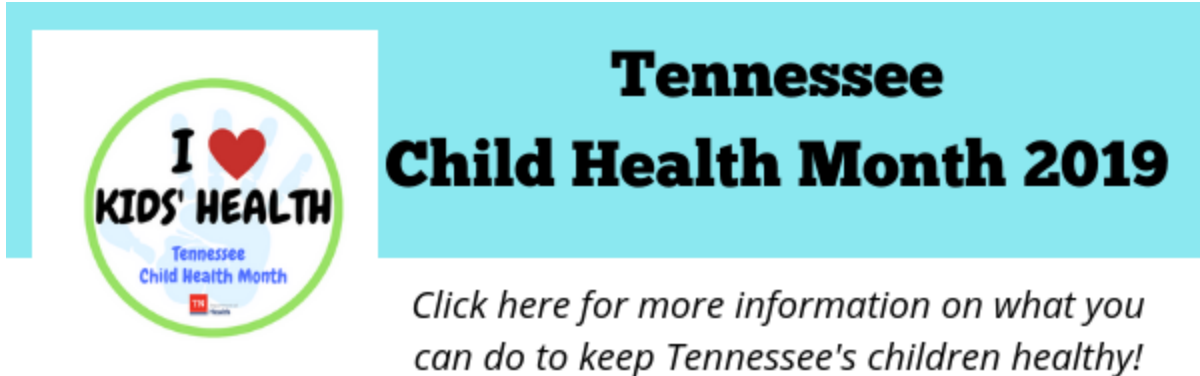 Tennessee
Child Health Month 2019
I ❤
KIDS' HEALTH
Tennessee
Child Health Month
TN
Health
Click here for more information on what you
can do to keep Tennessee's children healthy!